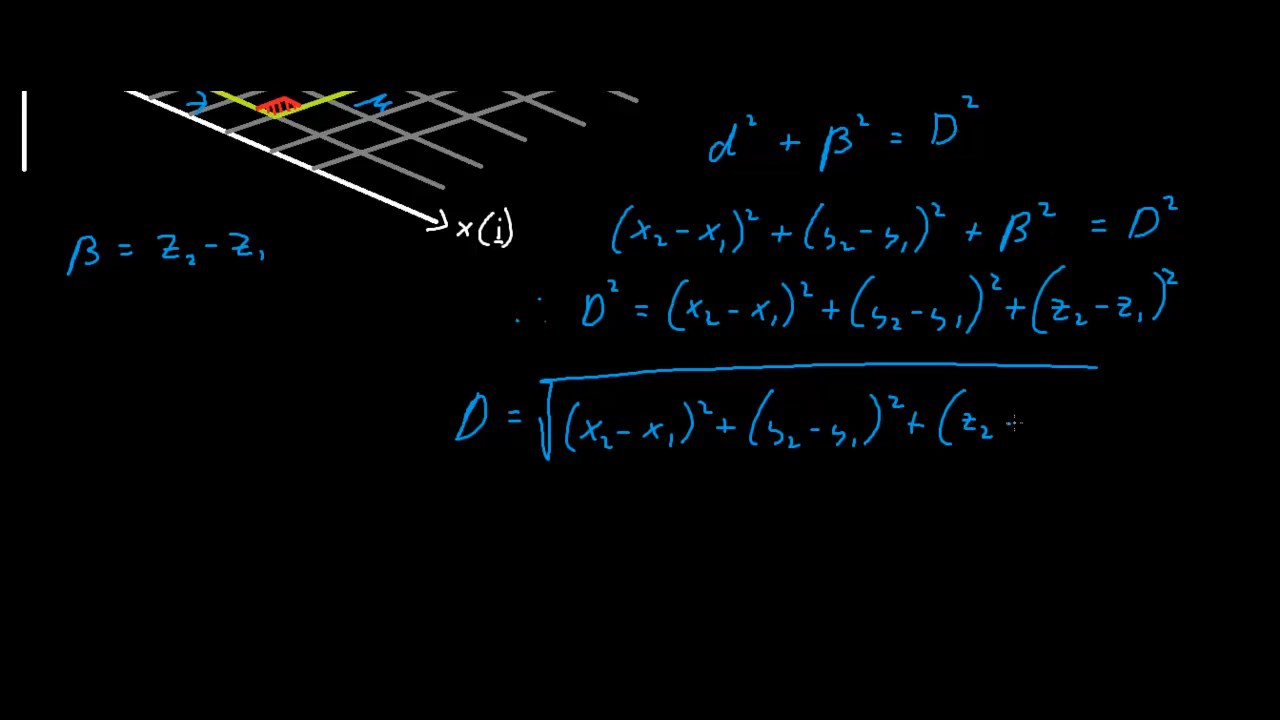 x(i)
d² + β² = D²
(x₂ - x₁)² + (y₂ - y₁)² + β² = D²
β = z₂ - z₁
∴ D² = (x₂ - x₁)² + (y₂ - y₁)² + (z₂ - z₁)²
D = √(x₂ - x₁)² + (y₂ - y₁)² + (z₂ -